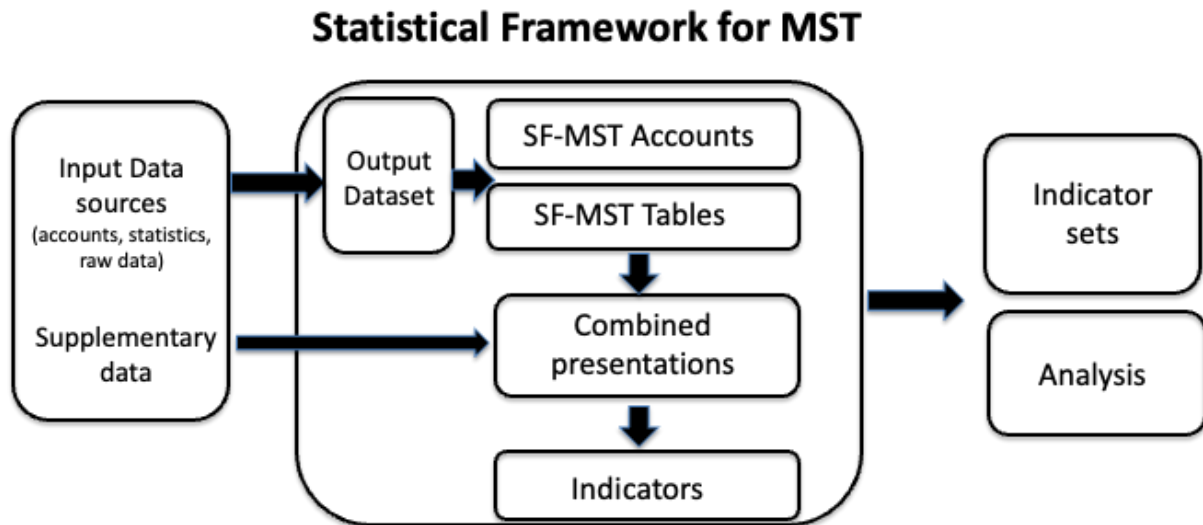 Statistical Framework for MST
Input Data
sources
(accounts, statistics,
raw data)
Supplementary
data
Output
Dataset
SF-MST Accounts
SF-MST Tables
Combined
presentations
Indicators
Indicator
sets
Analysis